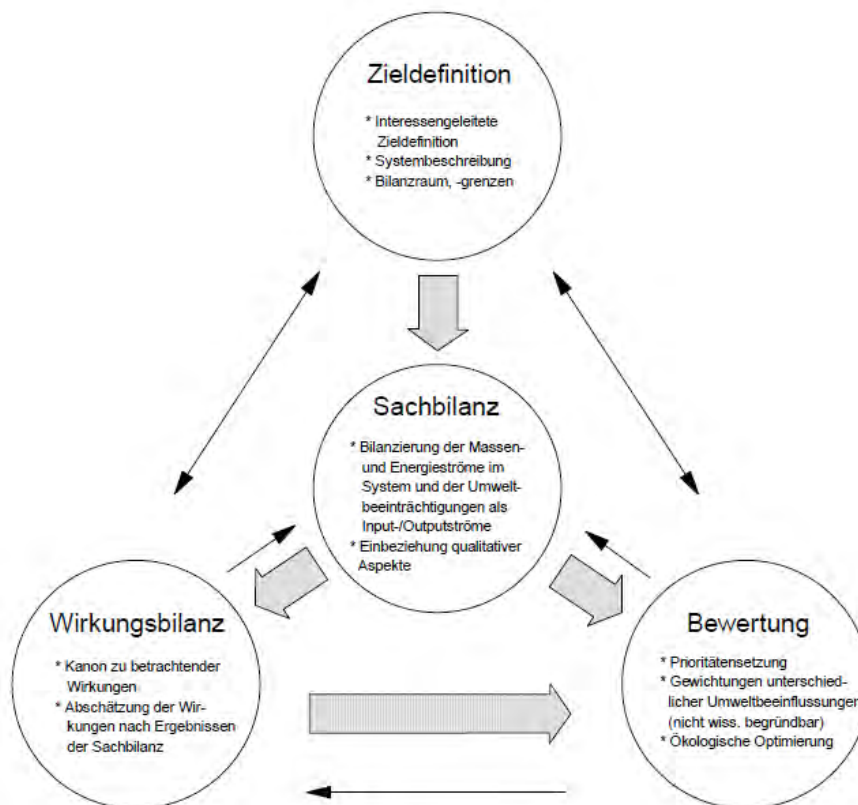 Zieldefinition
* Interessengeleitete
Zieldefinition
* Systembeschreibung
* Bilanzraum, -grenzen
Sachbilanz
* Bilanzierung der Massen-
und Energieströme im
System und der Umwelt-
beeinträchtigungen als
Input-/Outputströme
* Einbeziehung qualitativer
Aspekte
Wirkungsbilanz
* Kanon zu betrachtender
Wirkungen
* Abschätzung der Wir-
kungen nach Ergebnissen
der Sachbilanz
Bewertung
* Prioritätensetzung
* Gewichtungen unterschied-
licher Umweltbeeinflussungen
(nicht wiss. begründbar)
* Ökologische Optimierung